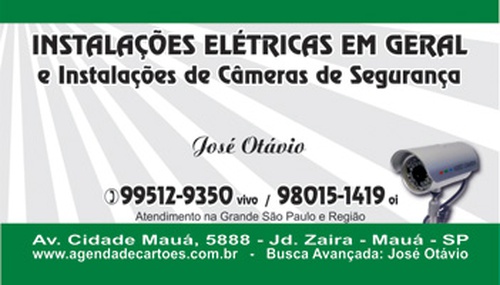 INSTALAÇÕES ELÉTRICAS EM GERAL
e Instalações de Câmeras de Segurança
José Otávio
99512-9350 vivo / 98015-1419 oi
Atendimento na Grande São Paulo e Região
Av. Cidade Mauá, 5888 - Jd. Zaira - Mauá - SP
www.agendadecartoes.com.br - Busca Avançada: José Otávio